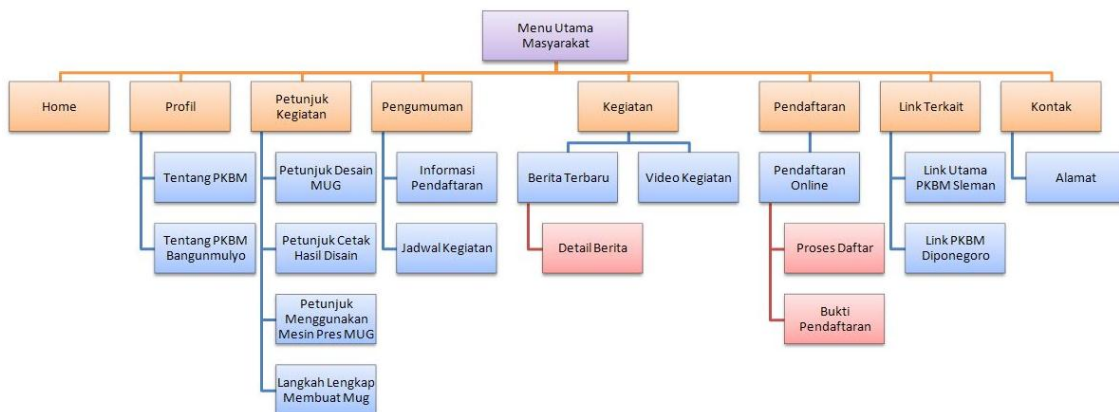 Menu Utama
Masyarakat
Home
Profil
Petunjuk
Kegiatan
Pengumuman
Kegiatan
Pendaftaran
Link Terkait
Kontak
Tentang PKBM
Petunjuk Desain
MUG
Informasi
Pendaftaran
Berita Terbaru
Video Kegiatan
Pendaftaran
Online
Link Utama
PKBM Sleman
Alamat
Tentang PKBM
Bangunmulyo
Petunjuk Cetak
Hasil Disain
Jadwal Kegiatan
Detail Berita
Proses Daftar
Link PKBM
Diponegoro
Petunjuk
Menggunakan
Mesin Pres MUG
Bukti
Pendaftaran
Langkah Lengkap
Membuat Mug